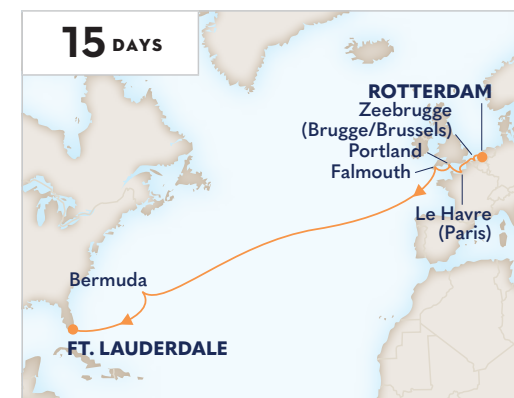 15 DAYS
ROTTERDAM
Zeebrugge
(Brugge/Brussels)
Portland
Falmouth
Le Havre
(Paris)
Bermuda
FT. LAUDERDALE